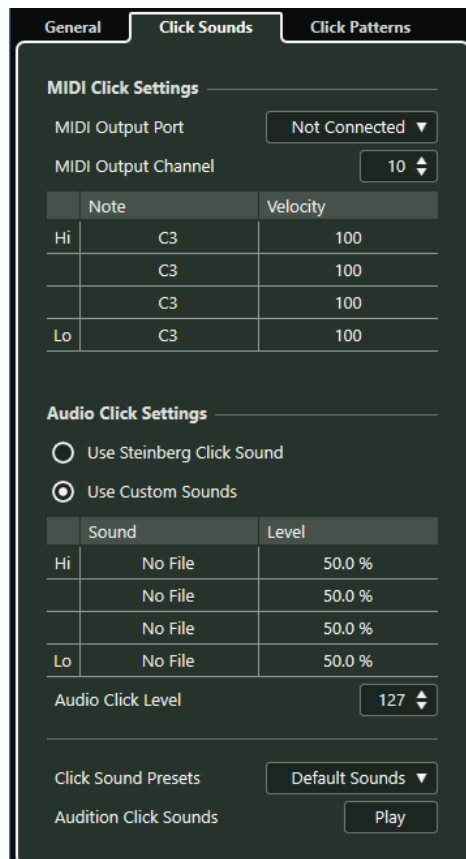 General Click Sounds Click Patterns
MIDI Click Settings
MIDI Output Port Not Connected
MIDI Output Channel 10
Note Velocity
Hi C3 100
C3 100
C3 100
Lo C3 100
Audio Click Settings
Use Steinberg Click Sound
Use Custom Sounds
Sound Level
Hi No File 50.0 %
No File 50.0 %
No File 50.0 %
Lo No File 50.0 %
Audio Click Level 127
Click Sound Presets Default Sounds
Audition Click Sounds Play